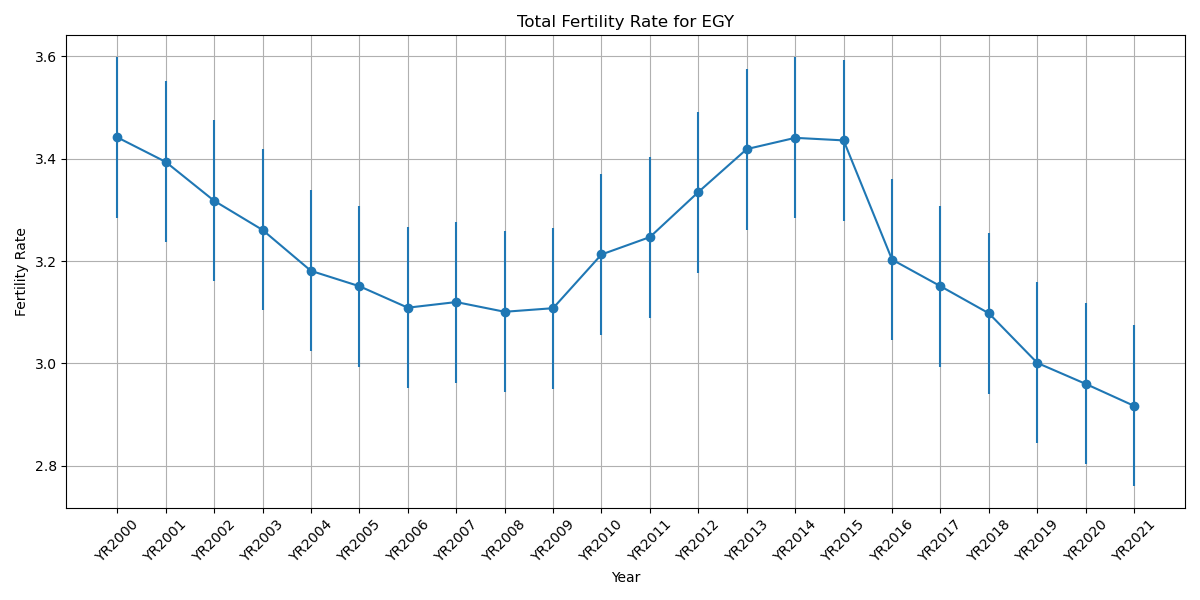 Total Fertility Rate for EGY
Fertility Rate
3.6
3.4
3.2
3.0
2.8
YR2000
YR2001
YR2002
YR2003
YR2004
YR2005
YR2006
YR2007
YR2008
YR2009
YR2010
YR2011
YR2012
YR2013
YR2014
YR2015
YR2016
YR2017
YR2018
YR2019
YR2020
YR2021
Year